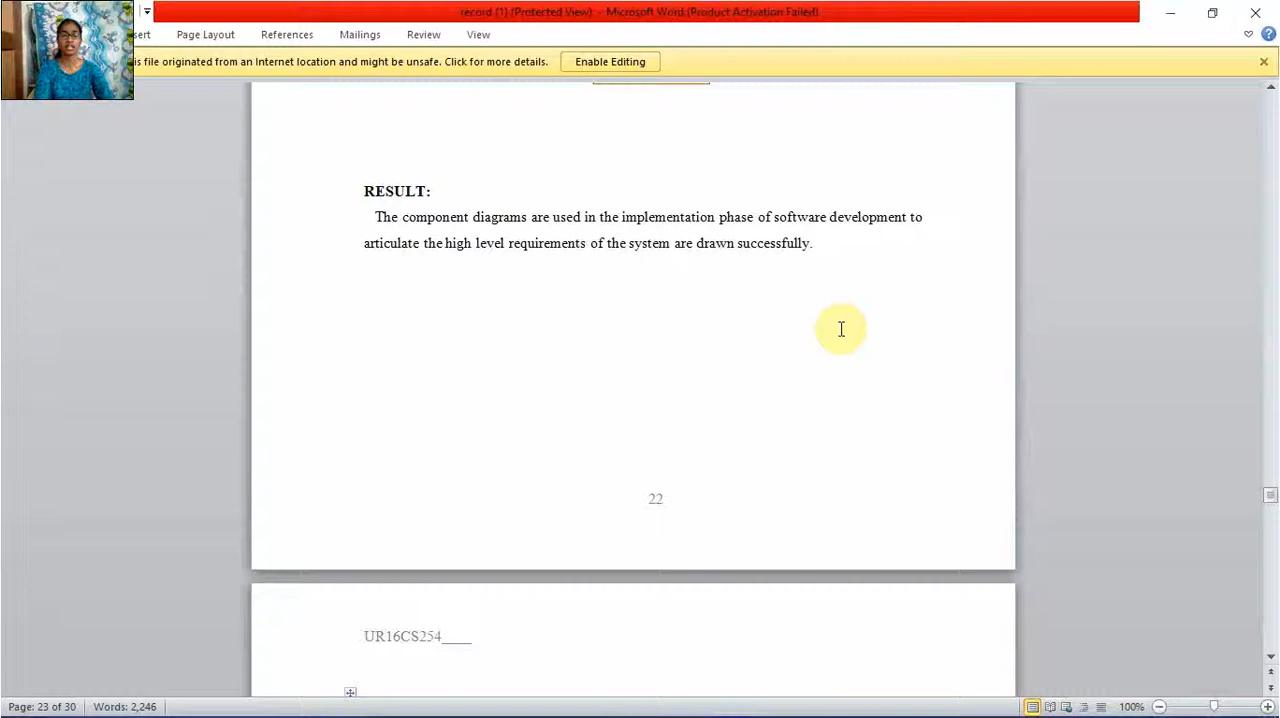 record (1) (Protected View) - Microsoft Word (Product Activation Failed)
sert Page Layout References Mailings Review View
is file originated from an Internet location and might be unsafe. Click for more details. Enable Editing
RESULT:
The component diagrams are used in the implementation phase of software development to
articulate the high level requirements of the system are drawn successfully.
22
UR16CS254____
Page: 23 of 30 Words: 2,246 100%